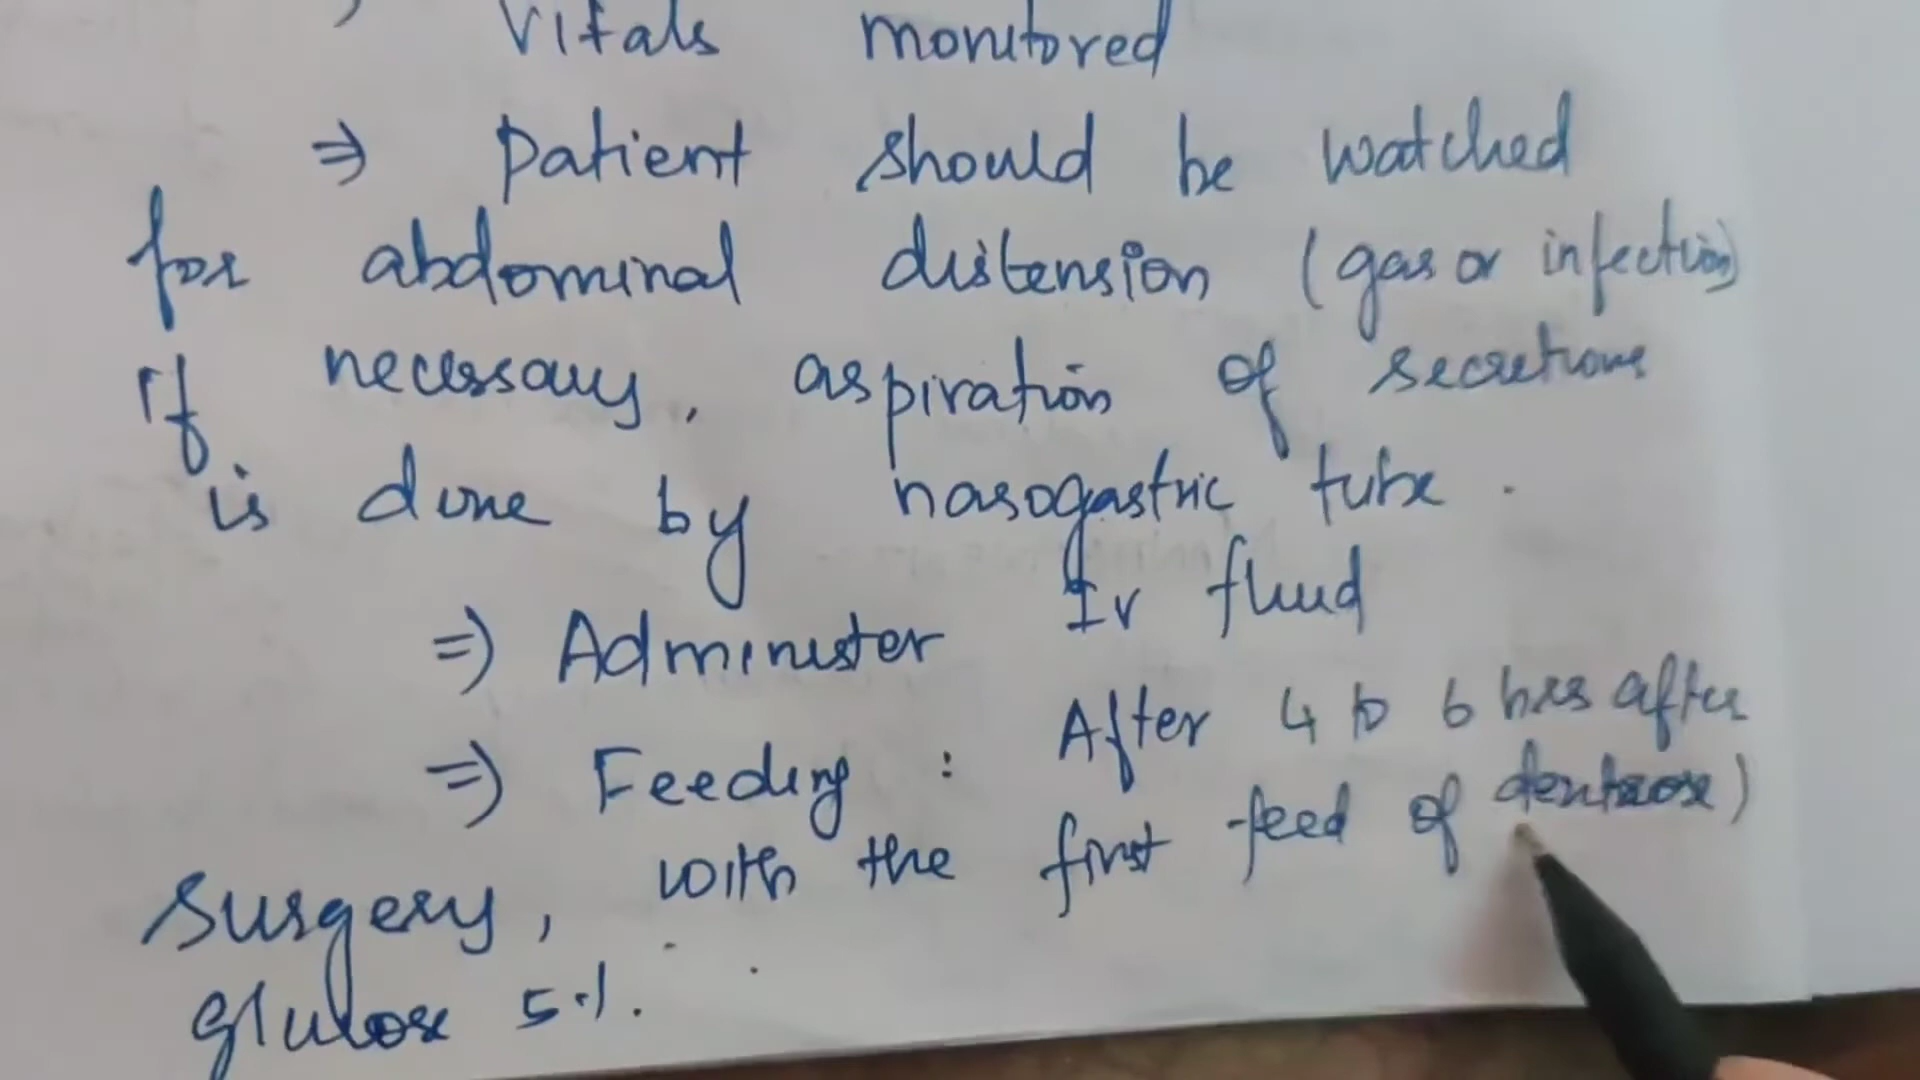 Vitals monitored
⇒ patient should be watched
for abdominal distension (gas or infection)
If necessary, aspiration of secretions
is done by nasogastric tube.
⇒ Administer IV fluid
⇒ Feeding : After 4 to 6 hrs after
surgery, with the first feed of dextrose)
glucose 5%.